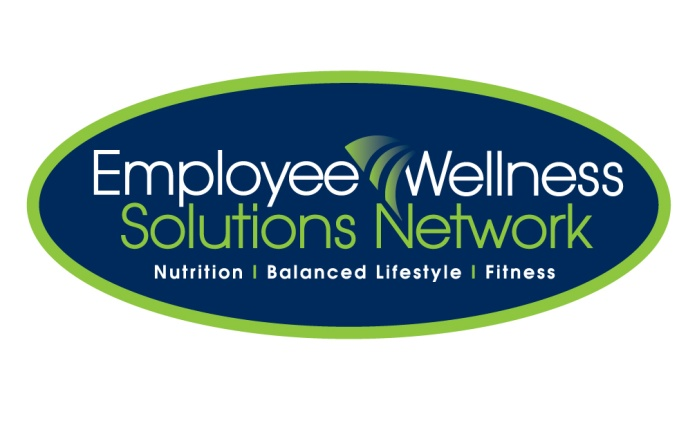 Employee Wellness
Solutions Network
Nutrition | Balanced Lifestyle | Fitness